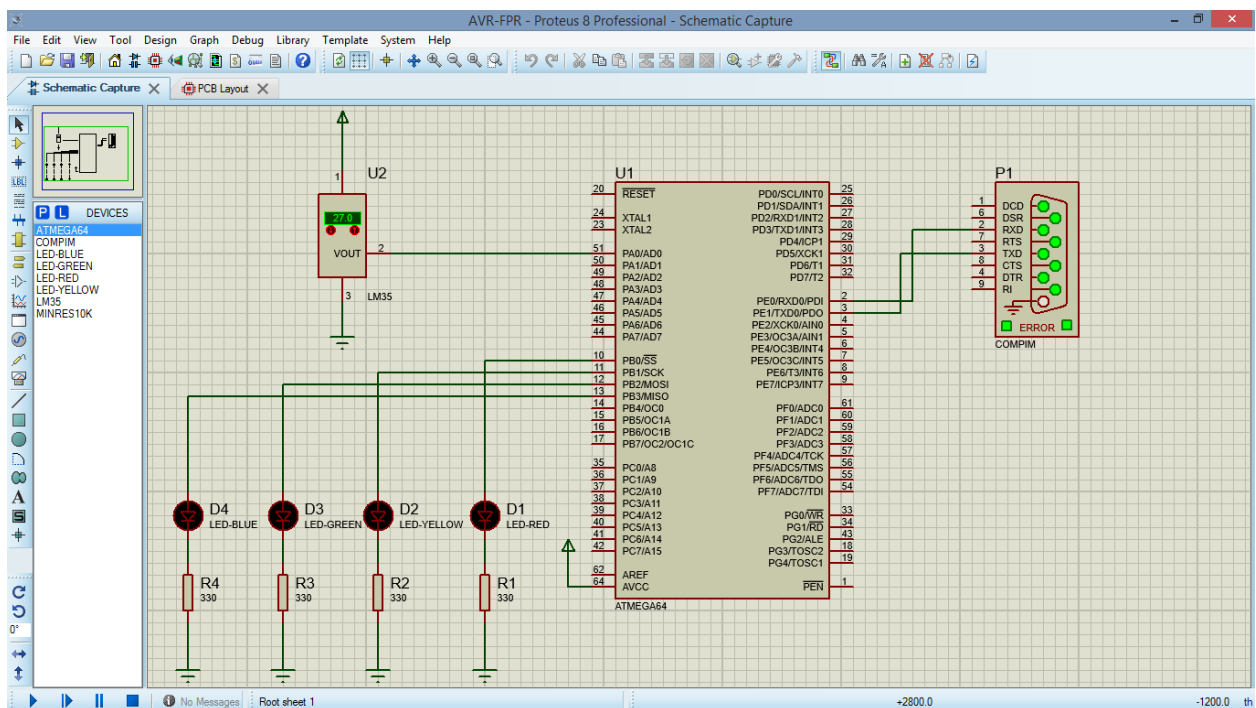 AVR-FPR - Proteus 8 Professional - Schematic Capture
File Edit View Tool Design Graph Debug Library Template System Help
Schematic Capture
PCB Layout
P L DEVICES
ATMEGA64
COMPIM
LED-BLUE
LED-GREEN
LED-RED
LED-YELLOW
LM35
MINRES10K
LBL
A
S
0°
U2
1
27.0
VOUT
2
3
LM35
U1
20 RESET
24 XTAL1
23 XTAL2
51 PA0/AD0
50 PA1/AD1
49 PA2/AD2
48 PA3/AD3
47 PA4/AD4
46 PA5/AD5
45 PA6/AD6
44 PA7/AD7
10 PB0/SS
11 PB1/SCK
12 PB2/MOSI
13 PB3/MISO
14 PB4/OC0
15 PB5/OC1A
16 PB6/OC1B
17 PB7/OC2/OC1C
35 PC0/A8
36 PC1/A9
37 PC2/A10
38 PC3/A11
39 PC4/A12
40 PC5/A13
41 PC6/A14
42 PC7/A15
62 AREF
64 AVCC
PD0/SCL/INT0 25
PD1/SDA/INT1 26
PD2/RXD1/INT2 27
PD3/TXD1/INT3 28
PD4/ICP1 29
PD5/XCK1 30
PD6/T1 31
PD7/T2 32
PE0/RXD0/PDI 2
PE1/TXD0/PDO 3
PE2/XCK0/AIN0 4
PE3/OC3A/AIN1 5
PE4/OC3B/INT4 6
PE5/OC3C/INT5 7
PE6/T3/INT6 8
PE7/ICP3/INT7 9
PF0/ADC0 61
PF1/ADC1 60
PF2/ADC2 59
PF3/ADC3 58
PF4/ADC4/TCK 57
PF5/ADC5/TMS 56
PF6/ADC6/TDO 55
PF7/ADC7/TDI 54
PG0/WR 33
PG1/RD 34
PG2/ALE 43
PG3/TOSC2 18
PG4/TOSC1 19
PEN 1
ATMEGA64
P1
1 DCD
6 DSR
2 RXD
7 RTS
3 TXD
8 CTS
4 DTR
9 RI
ERROR
COMPIM
D4
LED-BLUE
D3
LED-GREEN
D2
LED-YELLOW
D1
LED-RED
R4
330
R3
330
R2
330
R1
330
No Messages
Root sheet 1
+2800.0
-1200.0
th